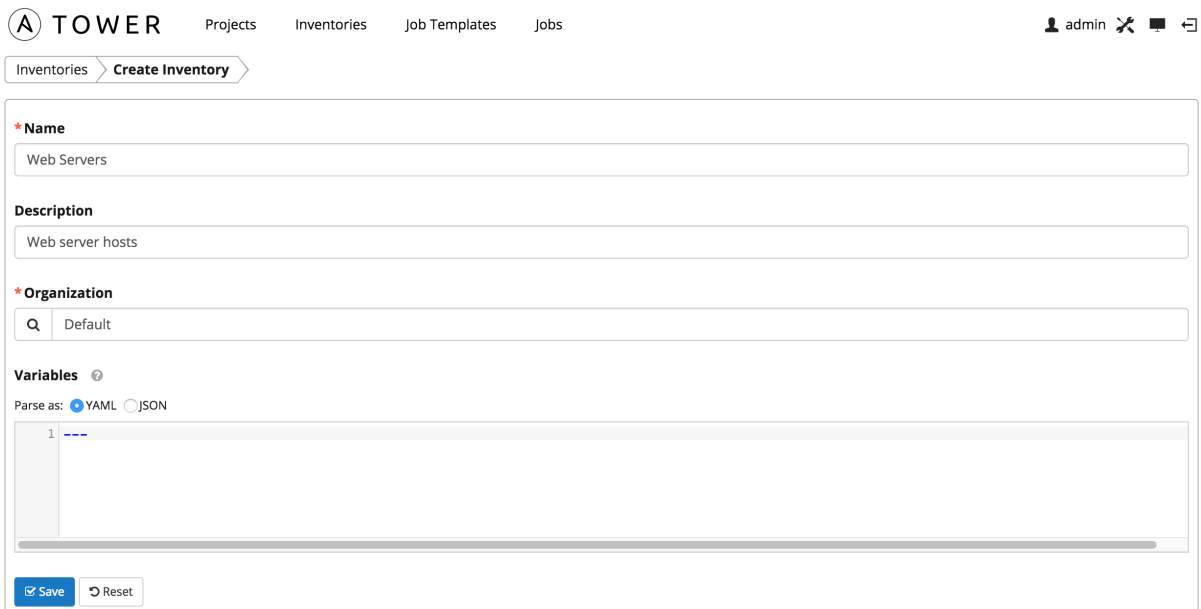 TOWER Projects Inventories Job Templates Jobs admin
Inventories Create Inventory
* Name
Web Servers
Description
Web server hosts
* Organization
Default
Variables ?
Parse as: YAML JSON
1 ---
Save Reset